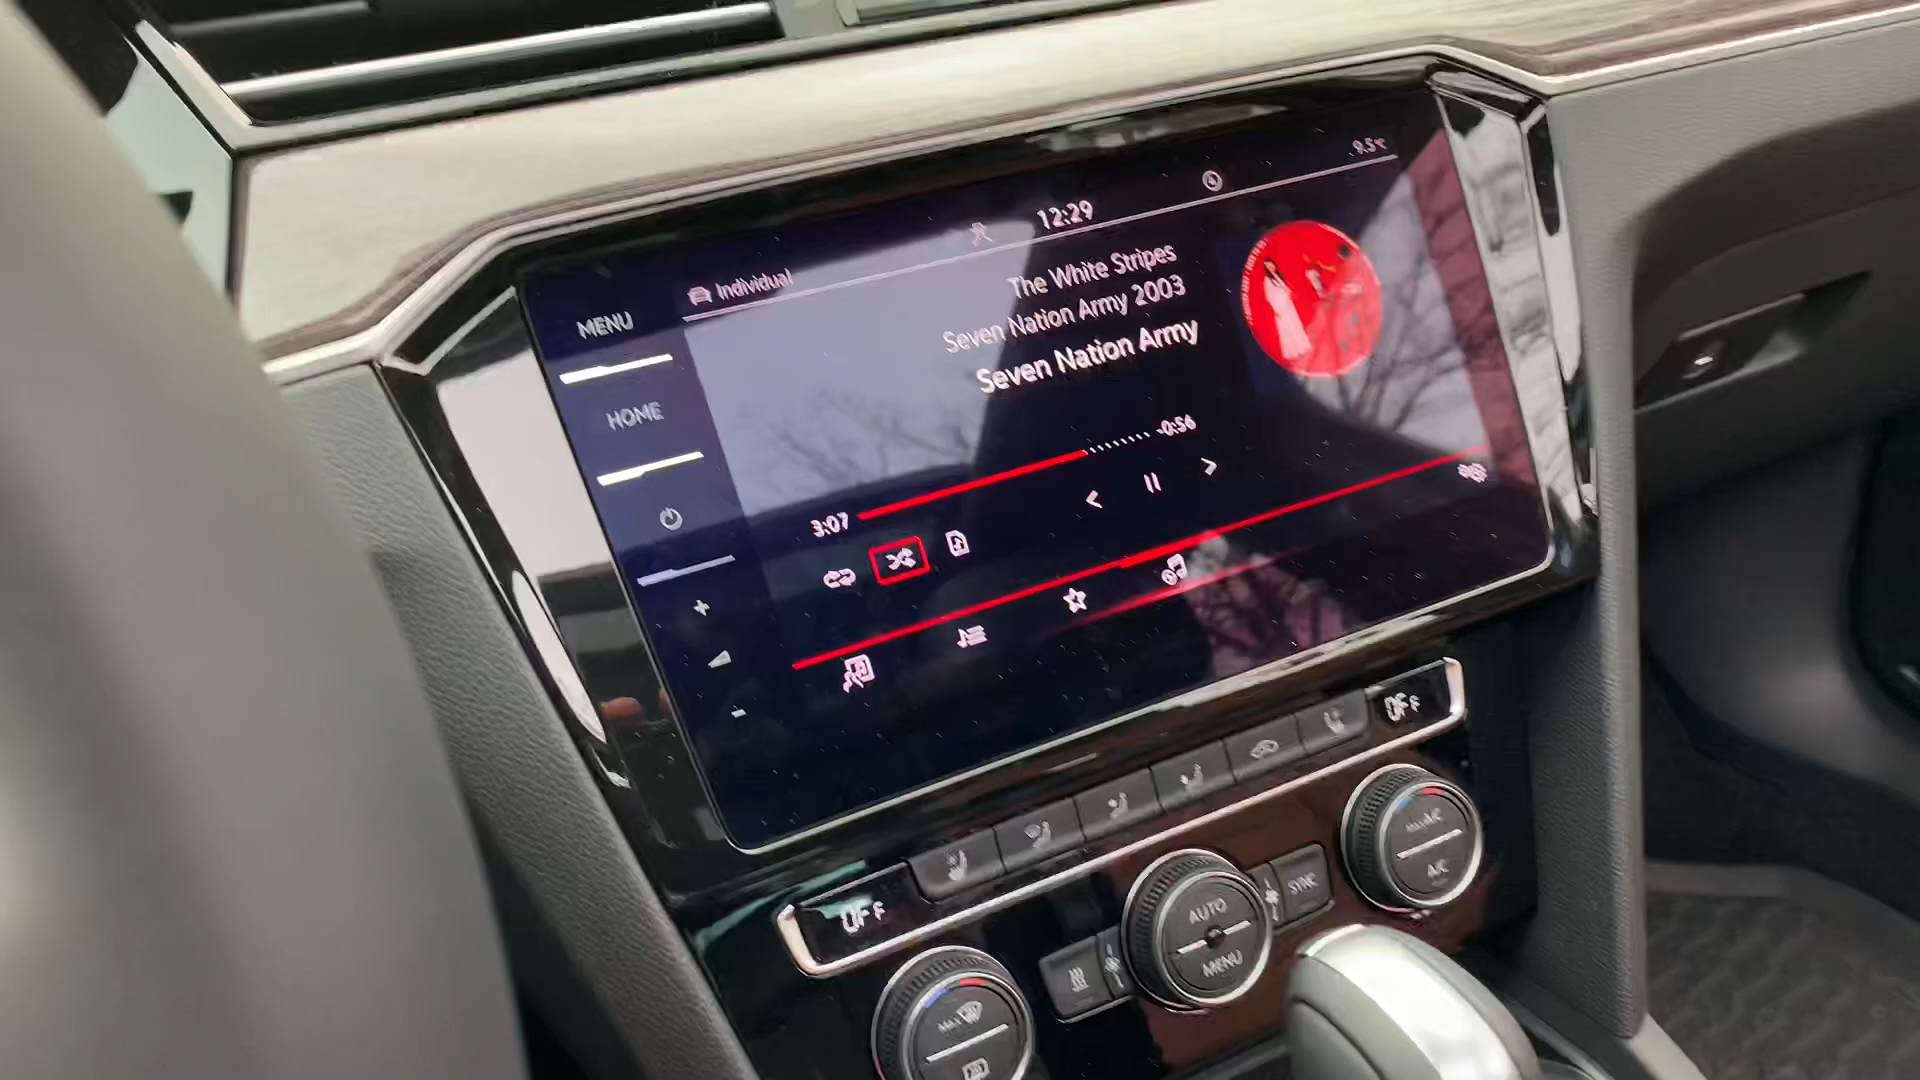 9.5°C
12:29
Individual
MENU
The White Stripes
Seven Nation Army 2003
Seven Nation Army
HOME
-0:56
3:07
+
-
OFF
OFF
A/C
A/C
SYNC
AUTO
MENU
MAX